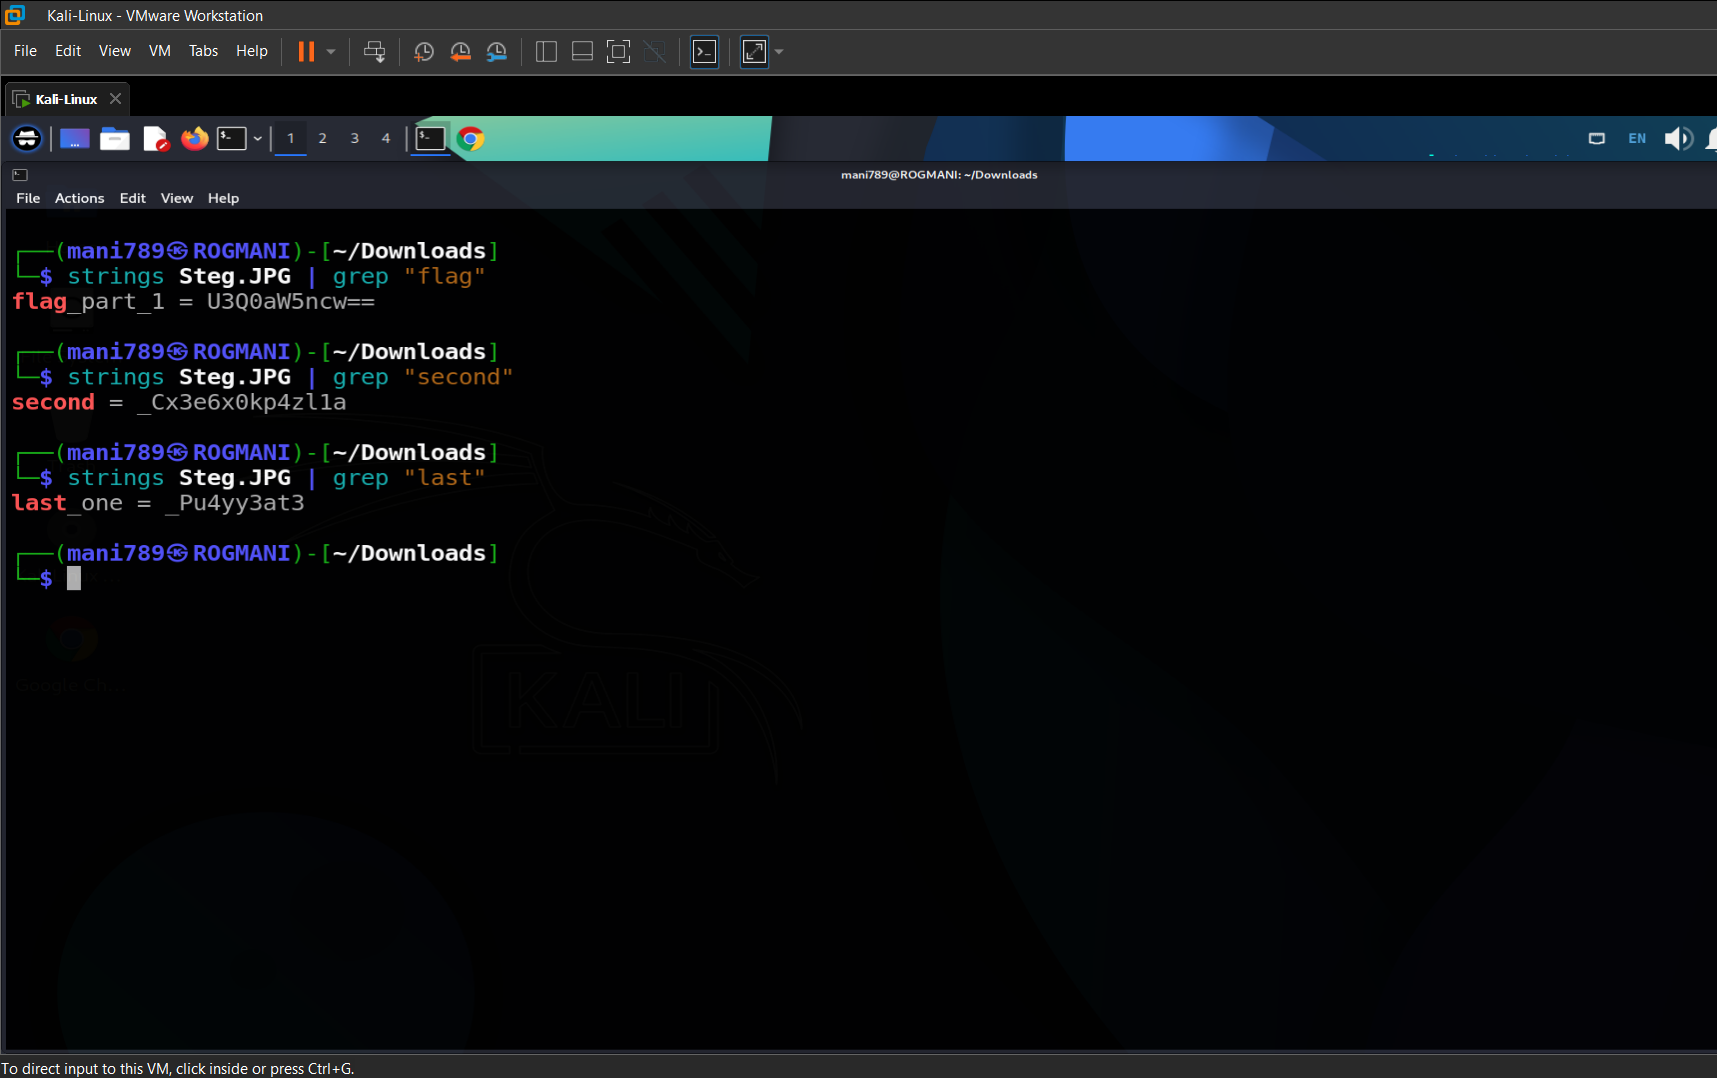 Kali-Linux - VMware Workstation
File Edit View VM Tabs Help
Kali-Linux
1 2 3 4 EN
mani789@ROGMANI: ~/Downloads
File Actions Edit View Help
(mani789㉿ROGMANI)-[~/Downloads]
$ strings Steg.JPG | grep "flag"
flag_part_1 = U3Q0aW5ncw==
(mani789㉿ROGMANI)-[~/Downloads]
$ strings Steg.JPG | grep "second"
second = _Cx3e6x0kp4zl1a
(mani789㉿ROGMANI)-[~/Downloads]
$ strings Steg.JPG | grep "last"
last_one = _Pu4yy3at3
(mani789㉿ROGMANI)-[~/Downloads]
$
Google Ch...
KALI
To direct input to this VM, click inside or press Ctrl+G.